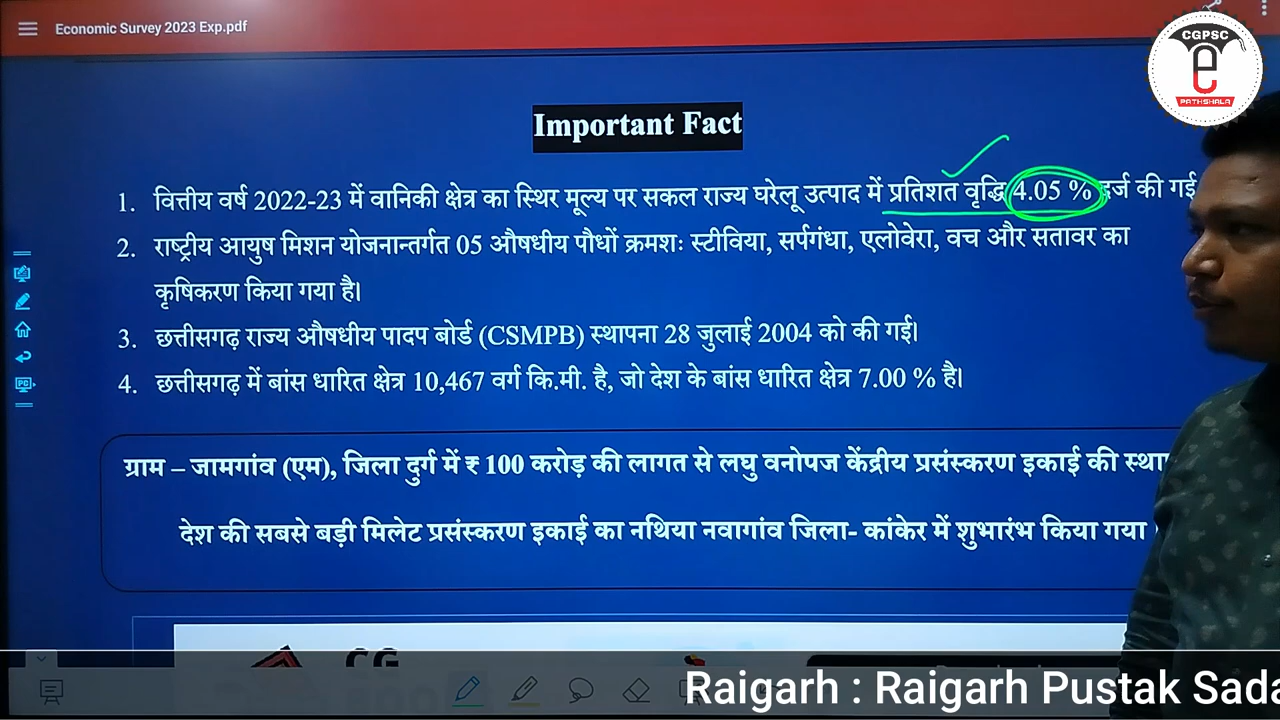 Economic Survey 2023 Exp.pdf
CGPSC
e
PATHSHALA
Important Fact
1. वित्तीय वर्ष 2022-23 में वानिकी क्षेत्र का स्थिर मूल्य पर सकल राज्य घरेलू उत्पाद में प्रतिशत वृद्धि 4.05 % दर्ज की गई
2. राष्ट्रीय आयुष मिशन योजनान्तर्गत 05 औषधीय पौधों क्रमशः स्टीविया, सर्पगंधा, एलोवेरा, वच और सतावर का
कृषिकरण किया गया है।
3. छत्तीसगढ़ राज्य औषधीय पादप बोर्ड (CSMPB) स्थापना 28 जुलाई 2004 को की गई।
4. छत्तीसगढ़ में बांस धारित क्षेत्र 10,467 वर्ग कि.मी. है, जो देश के बांस धारित क्षेत्र 7.00 % है।
ग्राम – जामगांव (एम), जिला दुर्ग में ₹ 100 करोड़ की लागत से लघु वनोपज केंद्रीय प्रसंस्करण इकाई की स्था
देश की सबसे बड़ी मिलेट प्रसंस्करण इकाई का नथिया नवागांव जिला- कांकेर में शुभारंभ किया गया
CG
Raigarh : Raigarh Pustak Sada